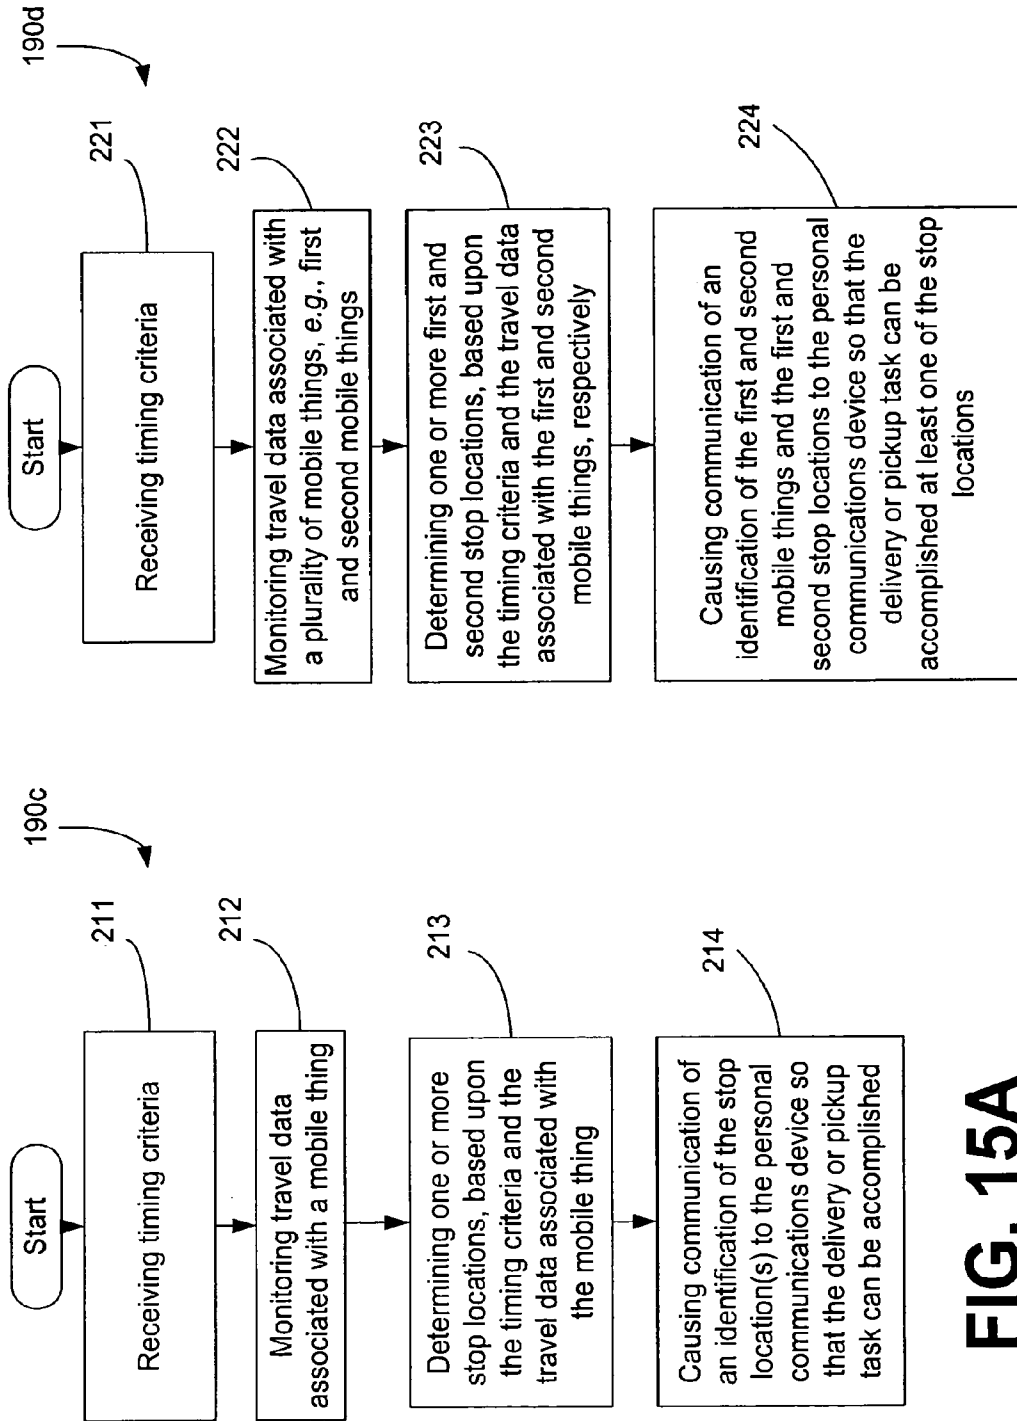 190c
Start
Receiving timing criteria
211
Monitoring travel data
associated with a mobile thing
212
Determining one or more
stop locations, based upon
the timing criteria and the
travel data associated with
the mobile thing
213
Causing communication of
an identification of the stop
location(s) to the personal
communications device so
that the delivery or pickup
task can be accomplished
214
190d
Start
Receiving timing criteria
221
Monitoring travel data associated with
a plurality of mobile things, e.g., first
and second mobile things
222
Determining one or more first and
second stop locations, based upon
the timing criteria and the travel data
associated with the first and second
mobile things, respectively
223
Causing communication of an
identification of the first and second
mobile things and the first and
second stop locations to the personal
communications device so that the
delivery or pickup task can be
accomplished at least one of the stop
locations
224
FIG. 15A